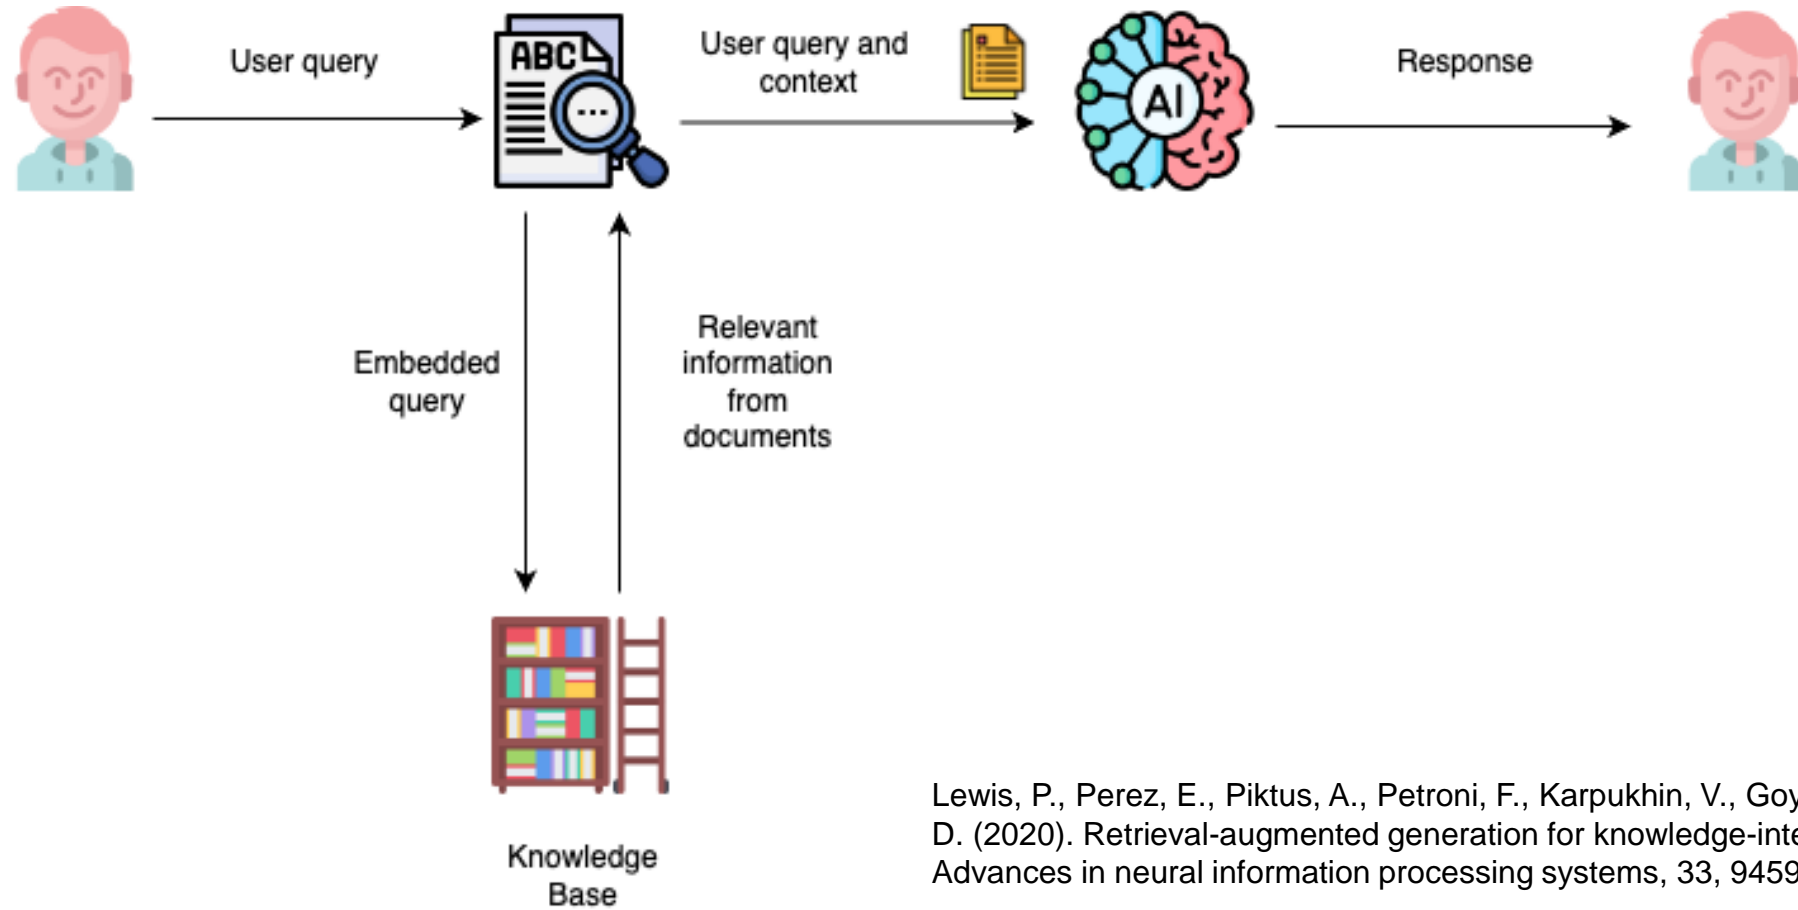 User query
ABC
User query and
context
AI
Response
Embedded
query
Relevant
information
from
documents
Knowledge
Base
Lewis, P., Perez, E., Piktus, A., Petroni, F., Karpukhin, V.,
D. (2020). Retrieval-augmented generation for
Advances in neural information processing systems, 33,